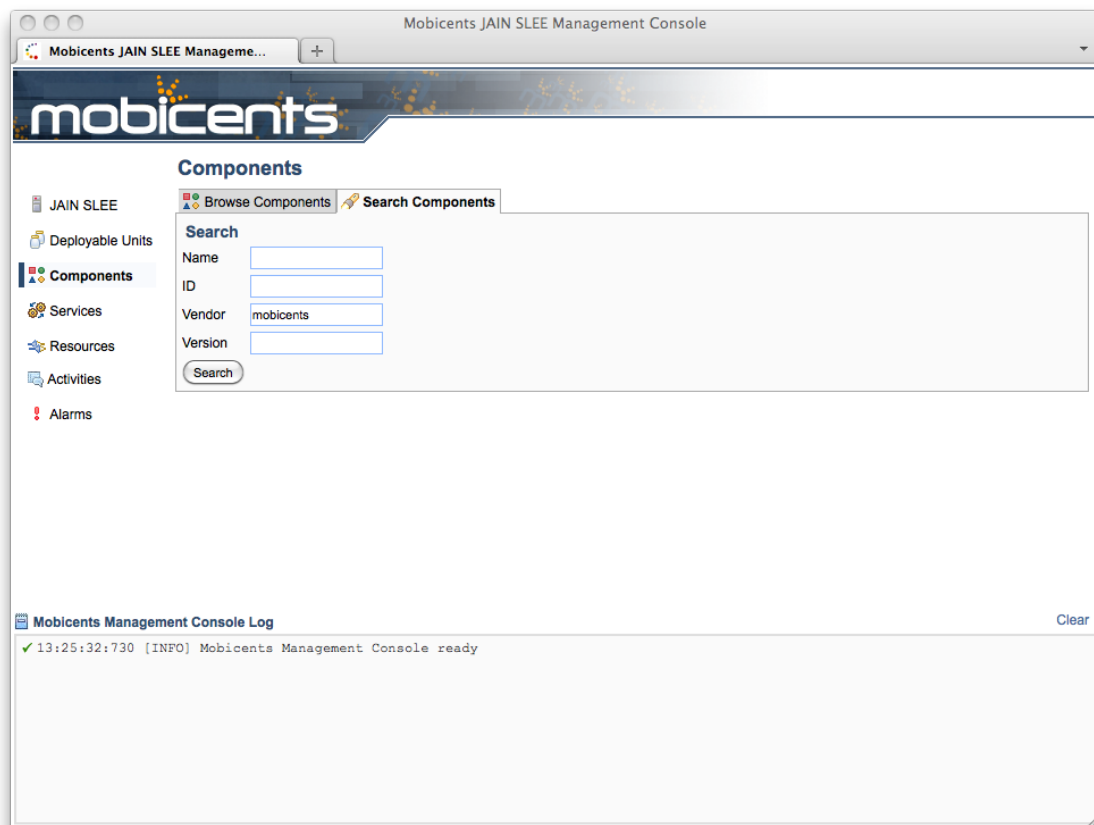 Mobicents JAIN SLEE Management Console
Mobicents JAIN SLEE Manageme...
mobicents
Components
JAIN SLEE
Deployable Units
Components
Services
Resources
Activities
Alarms
Browse Components
Search Components
Search
Name
ID
Vendor mobicents
Version
Search
Mobicents Management Console Log
Clear
13:25:32:730 [INFO] Mobicents Management Console ready